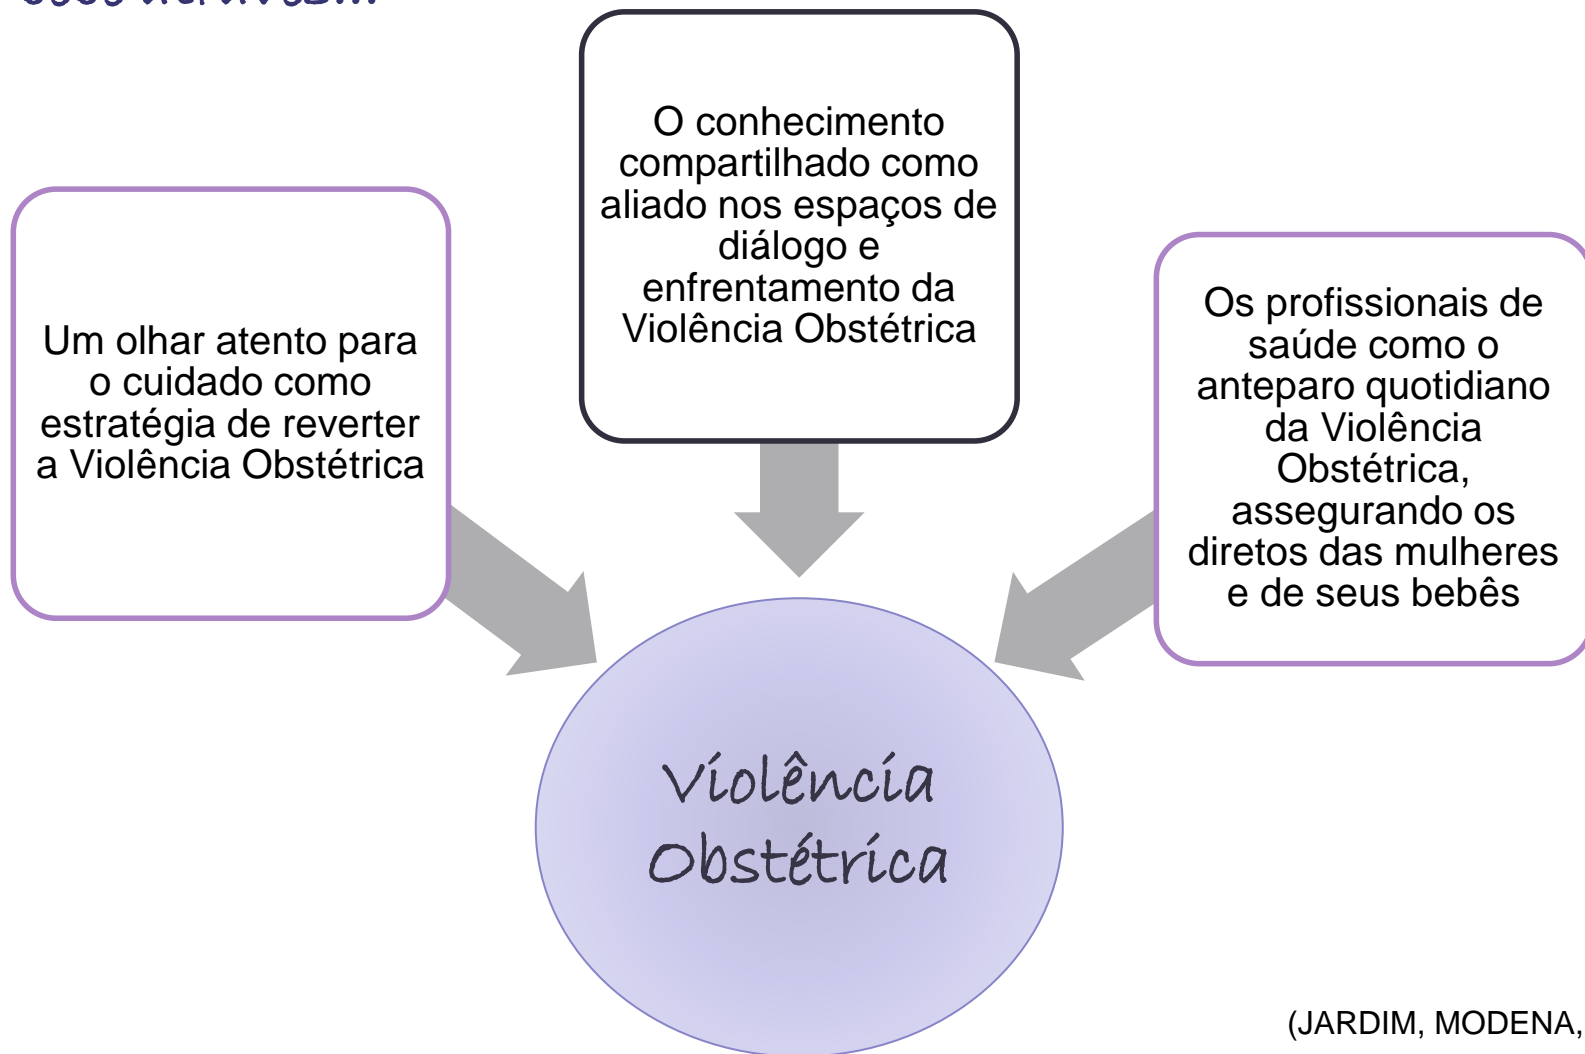 Um olhar atento para
o cuidado como
estratégia de reverter
a Violência Obstétrica
O conhecimento
compartilhado como
aliado nos espaços de
diálogo e
enfrentamento da
Violência Obstétrica
Os profissionais de
saúde como o
anteparo quotidiano
da Violência
Obstétrica,
assegurando os
diretos das mulheres
e de seus bebês
Violência
Obstétrica
(JARDIM, MODENA,